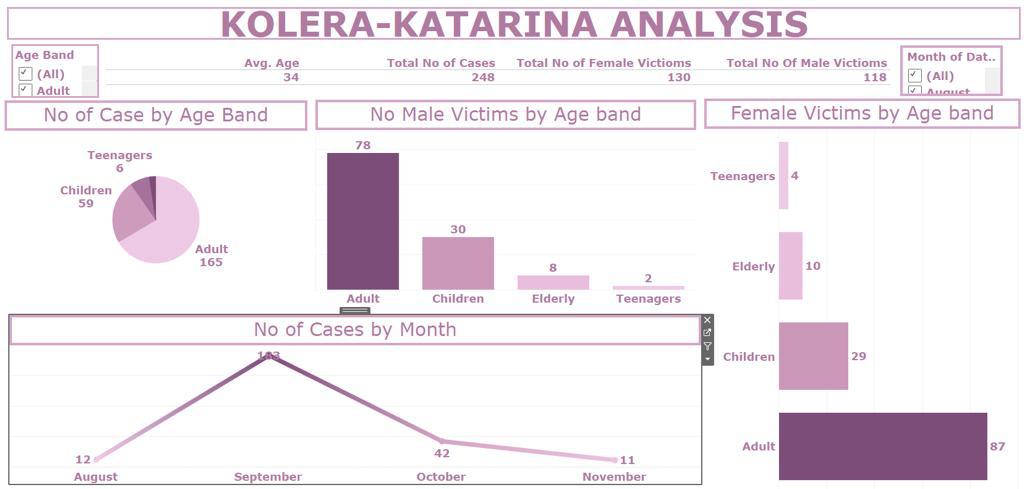 KOLERA-KATARINA ANALYSIS
Age Band
(All)
Adult
Avg. Age
Total No of Cases
Total No of Female Victims
Total No Of Male Victims
34
248
130
118
Month of Dat..
(All)
August
No of Case by Age Band
Teenagers
6
Children
59
Adult
165
No Male Victims by Age band
78
30
8
2
Adult
Children
Elderly
Teenagers
Female Victims by Age band
Teenagers
4
Elderly
10
Children
29
Adult
87
No of Cases by Month
12
42
11
August
September
October
November